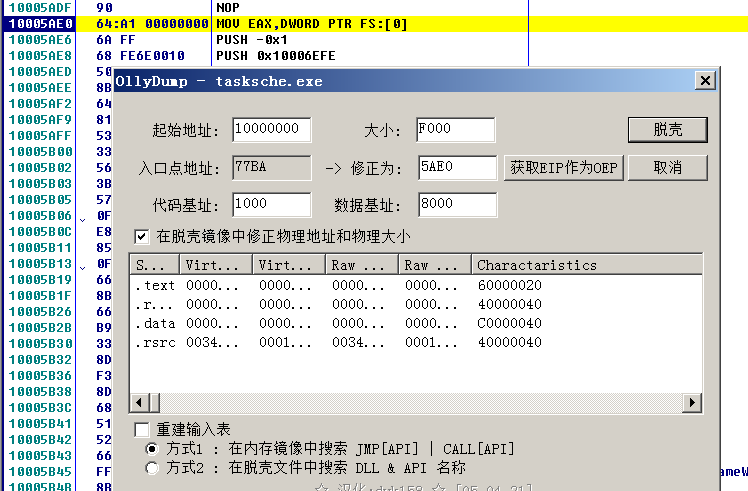 10005ADF 90 NOP
10005AE0 64:A1 00000000 MOV EAX,DWORD PTR FS:[0]
10005AE6 6A FF PUSH -0x1
10005AE8 68 FE6E0010 PUSH 0x10006EFE
10005AED 50
OllyDump - tasksche.exe
10005AEE 8B
10005AF2 64
10005AF9 81
10005AFF 53
起始地址: 10000000 大小: F000 脱壳
10005B00 33
10005B02 56
入口点地址: 77BA -> 修正为: 5AE0 获取EIP作为OEP 取消
10005B03 3B
10005B05 57
代码基址: 1000 数据基址: 8000
10005B06 0F
10005B0C E8
在脱壳镜像中修正物理地址和物理大小
10005B11 85
10005B13 0F
S... Virt... Virt... Raw ... Raw ... Charactaristics
10005B19 66
.text 0000... 0000... 0000... 0000... 60000020
10005B1F 8B
.r... 0000... 0000... 0000... 0000... 40000040
10005B26 66
.data 0000... 0000... 0000... 0000... C0000040
10005B2B B9
.rsrc 0034... 0001... 0034... 0001... 40000040
10005B30 33
10005B32 8D
10005B36 F3
10005B38 8D
10005B3C 68
10005B41 51
重建输入表
10005B42 52
方式1 : 在内存镜像中搜索 JMP[API] | CALL[API]
10005B43 66
方式2 : 在脱壳文件中搜索 DLL & API 名称
10005B45 FF ameW
10005B4B 8B